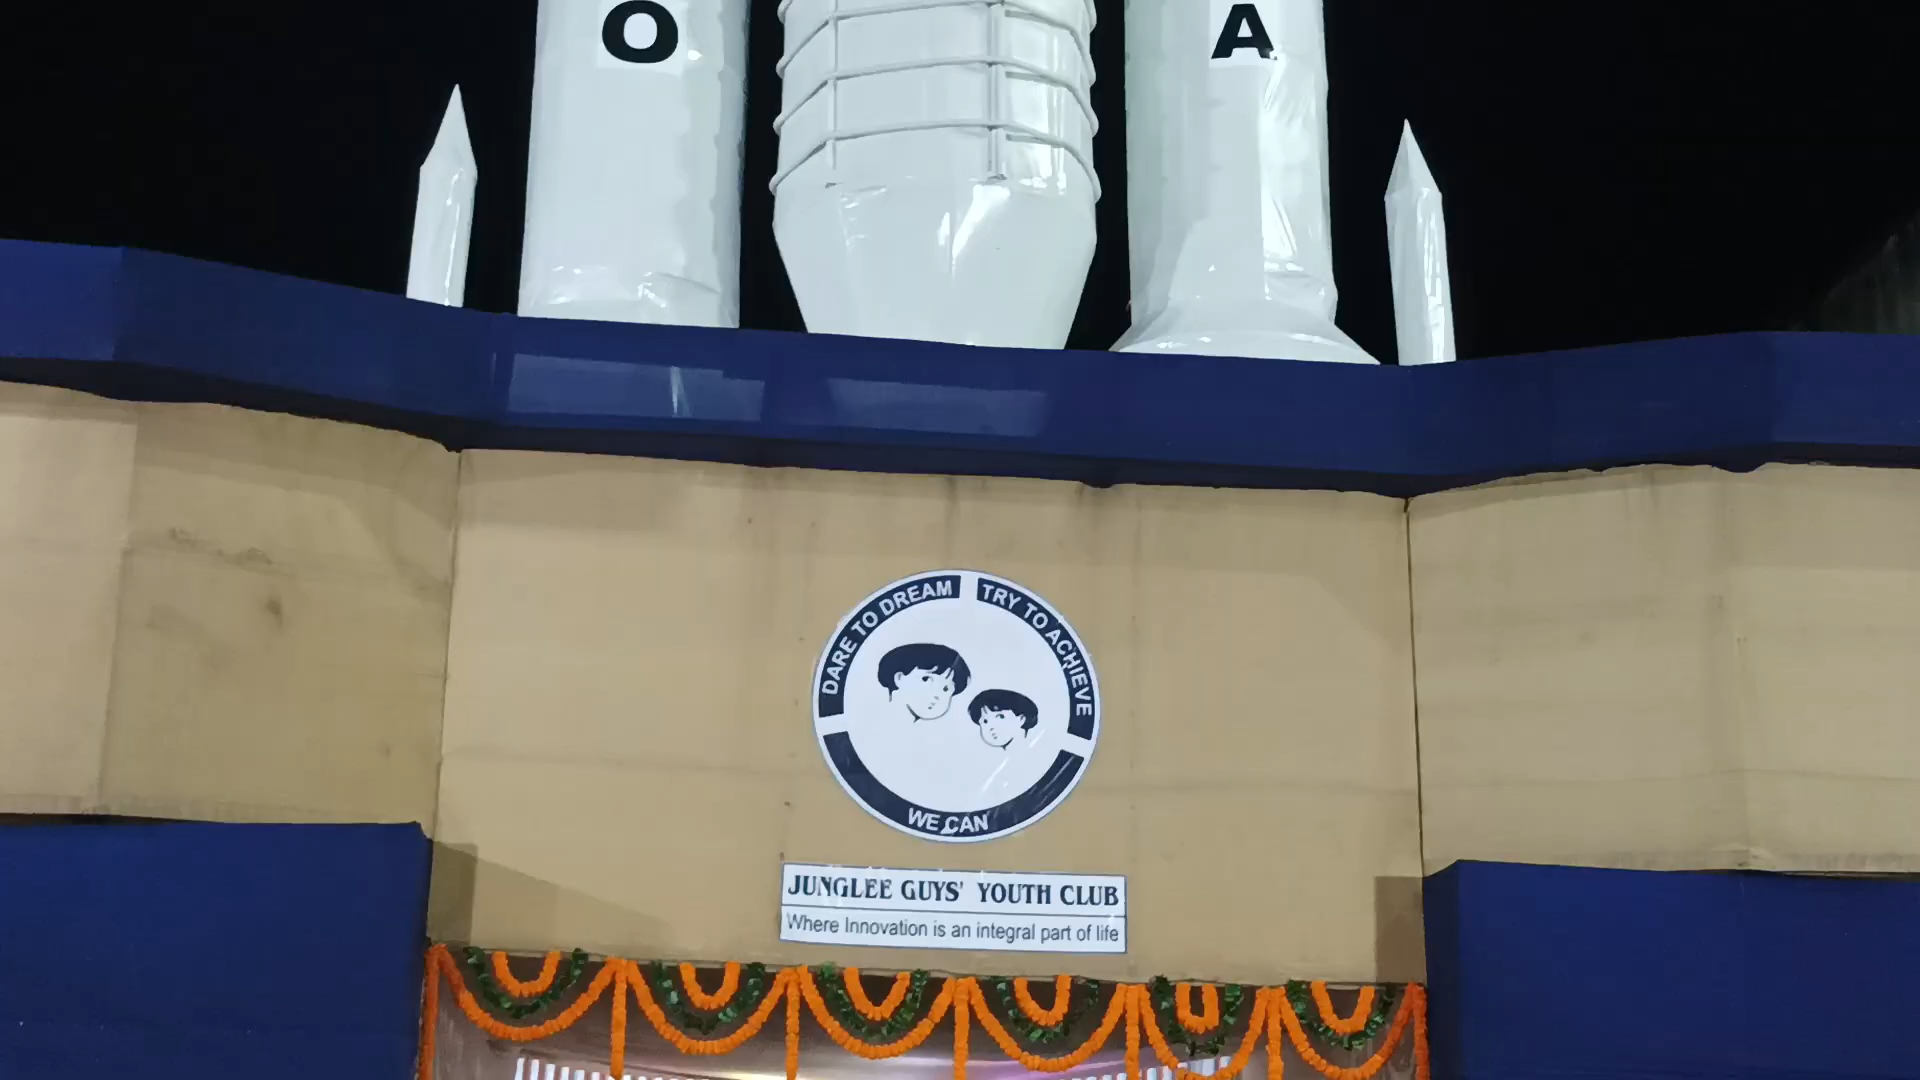 O
A
DARE TO DREAM
TRY TO ACHIEVE
WE CAN
JUNGLEE GUYS' YOUTH CLUB
Where Innovation is an integral part of life